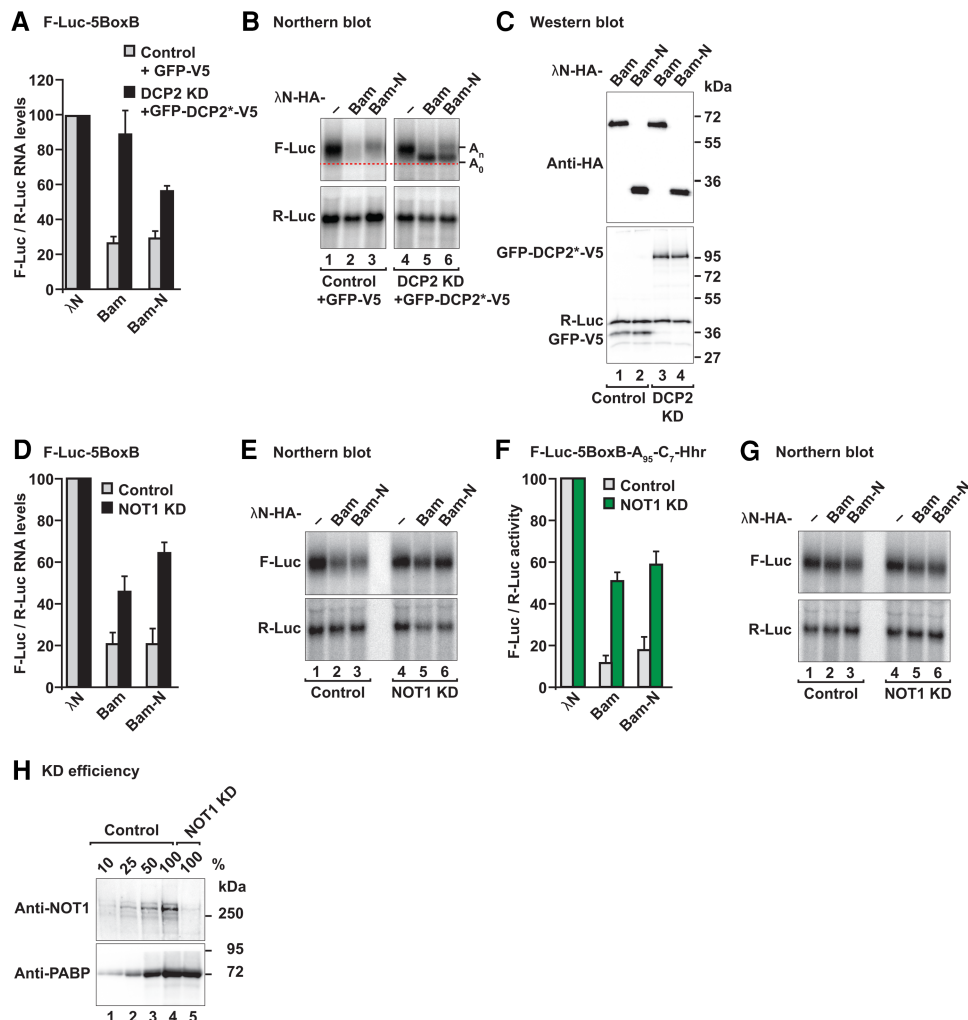 A F-Luc-5BoxB
Control
+ GFP-V5
DCP2 KD
+GFP-DCP2*-V5
F-Luc / R-Luc RNA levels
120
100
80
60
40
20
0
λN
Bam
Bam-N
B Northern blot
λN-HA-
– Bam Bam-N – Bam Bam-N
F-Luc
Aₙ
A₀
R-Luc
1 2 3 4 5 6
Control DCP2 KD
+GFP-V5 +GFP-DCP2*-V5
C Western blot
λN-HA-
Bam Bam-N Bam Bam-N
kDa
72
55
Anti-HA
36
GFP-DCP2*-V5
95
72
55
R-Luc
GFP-V5
36
27
1 2 3 4
Control DCP2
KD
D F-Luc-5BoxB
Control
NOT1 KD
F-Luc / R-Luc RNA levels
100
80
60
40
20
0
λN
Bam
Bam-N
E Northern blot
λN-HA-
– Bam Bam-N – Bam Bam-N
F-Luc
R-Luc
1 2 3 4 5 6
Control NOT1 KD
F F-Luc-5BoxB-A₉₅-C₇-Hhr
Control
NOT1 KD
F-Luc / R-Luc activity
100
80
60
40
20
0
λN
Bam
Bam-N
G Northern blot
λN-HA-
– Bam Bam-N – Bam Bam-N
F-Luc
R-Luc
1 2 3 4 5 6
Control NOT1 KD
H KD efficiency
Control NOT1 KD
10 25 50 100 100 %
kDa
Anti-NOT1
250
95
Anti-PABP
72
1 2 3 4 5